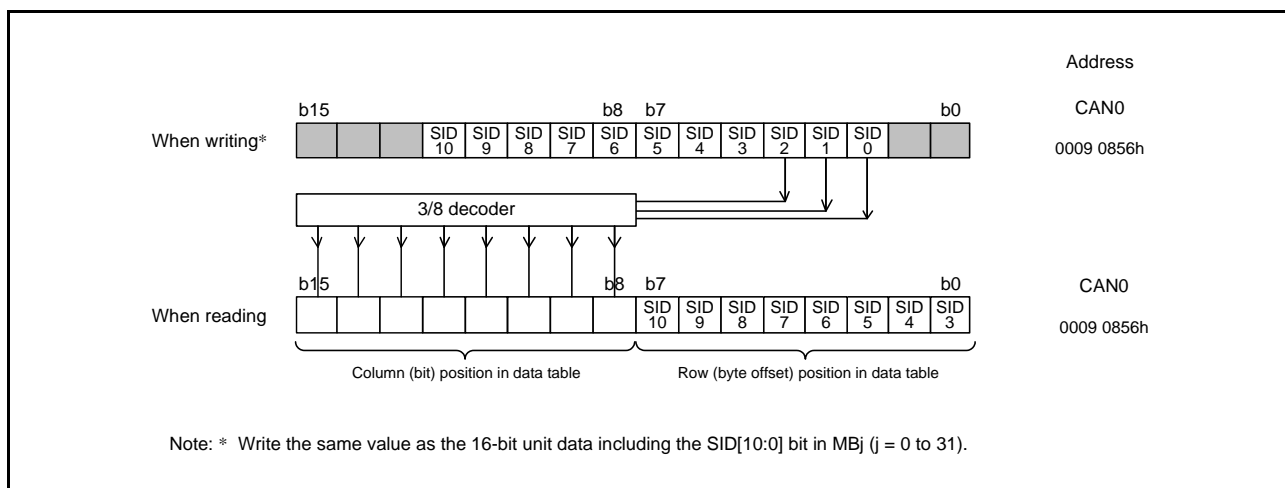 Address
b15 b8 b7 b0 CAN0
When writing* SID 10 SID 9 SID 8 SID 7 SID 6 SID 5 SID 4 SID 3 SID 2 SID 1 SID 0 0009 0856h
3/8 decoder
b15 b8 b7 b0 CAN0
When reading SID 10 SID 9 SID 8 SID 7 SID 6 SID 5 SID 4 SID 3 0009 0856h
Column (bit) position in data table Row (byte offset) position in data table
Note: * Write the same value as the 16-bit unit data including the SID[10:0] bit in MBj (j = 0 to 31).